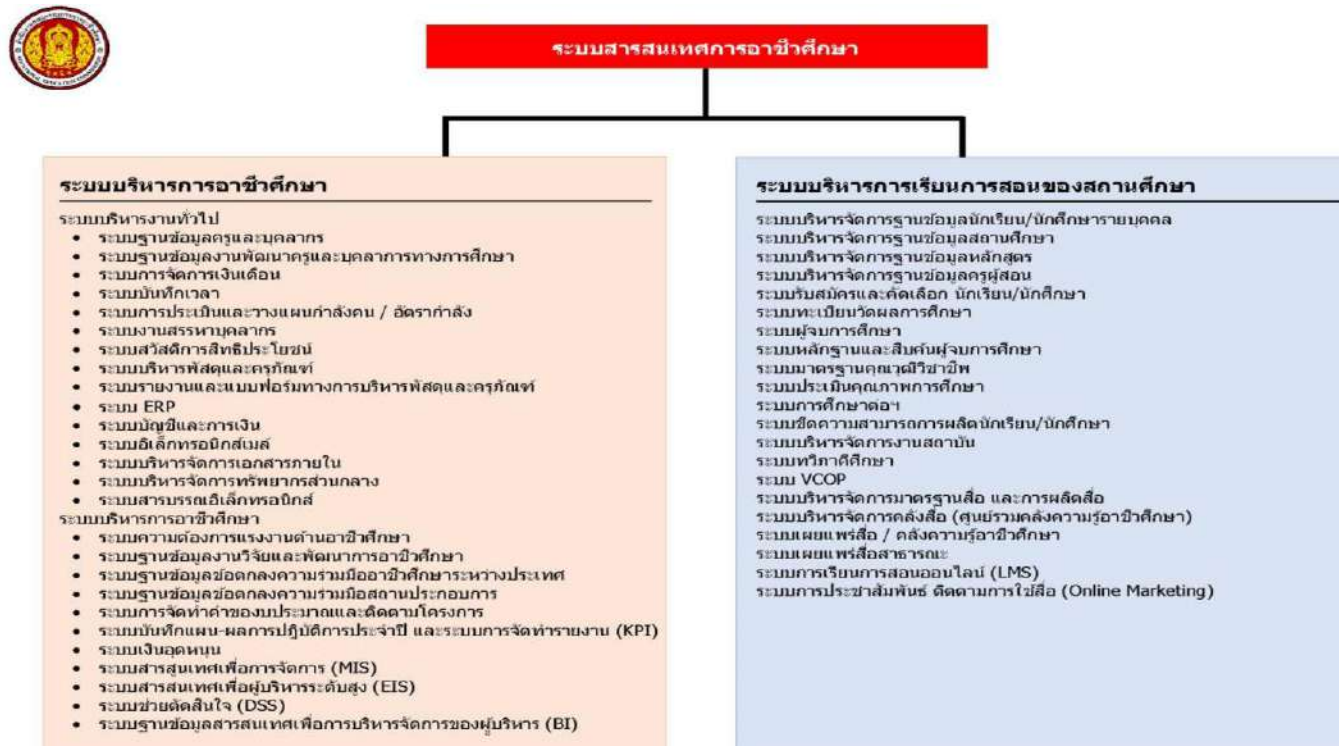 ระบบสารสนเทศการอาชีวศึกษา
ระบบบริหารการอาชีวศึกษา
ระบบบริหารงานทั่วไป
• ระบบฐานข้อมูลครูและบุคลากร
• ระบบฐานข้อมูลงานพัฒนาครูและบุคลาการทางการศึกษา
• ระบบการจัดการเงินเดือน
• ระบบบันทึกเวลา
• ระบบการประเมินและวางแผนกำลังคน / อัตรากำลัง
• ระบบงานสรรหาบุคลากร
• ระบบสวัสดิการสิทธิประโยชน์
• ระบบบริหารพัสดุและครุภัณฑ์
• ระบบรายงานและแบบฟอร์มทางการบริหารพัสดุและครุภัณฑ์
• ระบบ ERP
• ระบบบัญชีและการเงิน
• ระบบอิเล็กทรอนิกส์เมล์
• ระบบบริหารจัดการเอกสารภายใน
• ระบบบริหารจัดการทรัพยากรส่วนกลาง
• ระบบสารบรรณอิเล็กทรอนิกส์
ระบบบริหารการอาชีวศึกษา
• ระบบความต้องการแรงงานด้านอาชีวศึกษา
• ระบบฐานข้อมูลงานวิจัยและพัฒนาการอาชีวศึกษา
• ระบบฐานข้อมูลข้อตกลงความร่วมมืออาชีวศึกษาระหว่างประเทศ
• ระบบฐานข้อมูลข้อตกลงความร่วมมือสถานประกอบการ
• ระบบการจัดทำคำของบประมาณและติดตามโครงการ
• ระบบบันทึกแผน-ผลการปฏิบัติการประจำปี และระบบการจัดทำรายงาน (KPI)
• ระบบเงินอุดหนุน
• ระบบสารสนเทศเพื่อการจัดการ (MIS)
• ระบบสารสนเทศเพื่อผู้บริหารระดับสูง (EIS)
• ระบบช่วยตัดสินใจ (DSS)
• ระบบฐานข้อมูลสารสนเทศเพื่อการบริหารจัดการของผู้บริหาร (BI)
ระบบบริหารการเรียนการสอนของสถานศึกษา
ระบบบริหารจัดการฐานข้อมูลนักเรียน/นักศึกษารายบุคคล
ระบบบริหารจัดการฐานข้อมูลสถานศึกษา
ระบบบริหารจัดการฐานข้อมูลหลักสูตร
ระบบบริหารจัดการฐานข้อมูลครูผู้สอน
ระบบรับสมัครและคัดเลือก นักเรียน/นักศึกษา
ระบบทะเบียนวัดผลการศึกษา
ระบบผู้จบการศึกษา
ระบบหลักฐานและสืบค้นผู้จบการศึกษา
ระบบมาตรฐานคุณวุฒิวิชาชีพ
ระบบประเมินคุณภาพการศึกษา
ระบบการศึกษาต่อฯ
ระบบขีดความสามารถการผลิตนักเรียน/นักศึกษา
ระบบบริหารจัดการงานสถาบัน
ระบบทวิภาคีศึกษา
ระบบ VCOP
ระบบบริหารจัดการมาตรฐานสื่อ และการผลิตสื่อ
ระบบบริหารจัดการคลังสื่อ (ศูนย์รวมคลังความรู้อาชีวศึกษา)
ระบบเผยแพร่สื่อ / คลังความรู้อาชีวศึกษา
ระบบเผยแพร่สื่อสาธารณะ
ระบบการเรียนการสอนออนไลน์ (LMS)
ระบบการประชาสัมพันธ์ ติดตามการใช้สื่อ (Online Marketing)